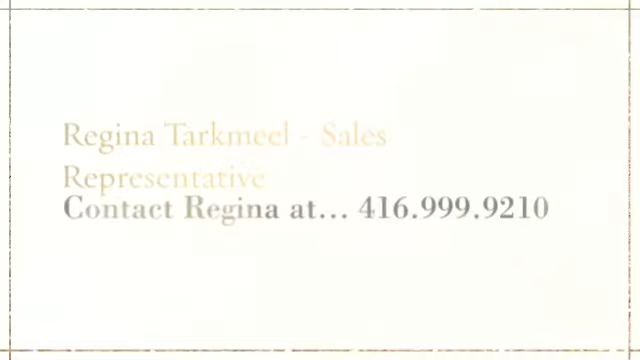 Regina Tarkmeel - Sales
Representative
Contact Regina at... 416.999.9210